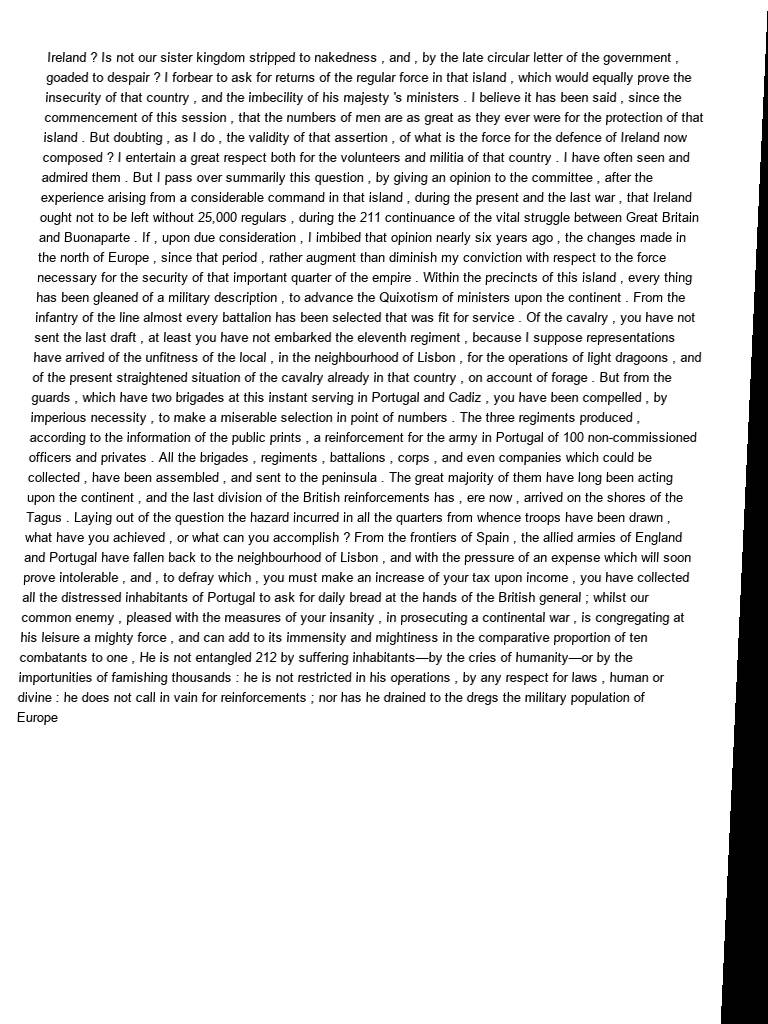 Ireland ? Is not our sister kingdom stripped to nakedness , and , by the late circular letter of the government ,
goaded to despair ? I forbear to ask for returns of the regular force in that island , which would equally prove the
insecurity of that country , and the imbecility of his majesty 's ministers . I believe it has been said , since the
commencement of this session , that the numbers of men are as great as they ever were for the protection of that
island . But doubting , as I do , the validity of that assertion , of what is the force for the defence of Ireland now
composed ? I entertain a great respect both for the volunteers and militia of that country . I have often seen and
admired them . But I pass over summarily this question , by giving an opinion to the committee , after the
experience arising from a considerable command in that island , during the present and the last war , that Ireland
ought not to be left without 25,000 regulars , during the 211 continuance of the vital struggle between Great Britain
and Buonaparte . If , upon due consideration , I imbibed that opinion nearly six years ago , the changes made in
the north of Europe , since that period , rather augment than diminish my conviction with respect to the force
necessary for the security of that important quarter of the empire . Within the precincts of this island , every thing
has been gleaned of a military description , to advance the Quixotism of ministers upon the continent . From the
infantry of the line almost every battalion has been selected that was fit for service . Of the cavalry , you have not
sent the last draft , at least you have not embarked the eleventh regiment , because I suppose representations
have arrived of the unfitness of the local , in the neighbourhood of Lisbon , for the operations of light dragoons , and
of the present straightened situation of the cavalry already in that country , on account of forage . But from the
guards , which have two brigades at this instant serving in Portugal and Cadiz , you have been compelled , by
imperious necessity , to make a miserable selection in point of numbers . The three regiments produced ,
according to the information of the public prints , a reinforcement for the army in Portugal of 100 non-commissioned
officers and privates . All the brigades , regiments , battalions , corps , and even companies which could be
collected , have been assembled , and sent to the peninsula . The great majority of them have long been acting
upon the continent , and the last division of the British reinforcements has , ere now , arrived on the shores of the
Tagus . Laying out of the question the hazard incurred in all the quarters from whence troops have been drawn ,
what have you achieved , or what can you accomplish ? From the frontiers of Spain , the allied armies of England
and Portugal have fallen back to the neighbourhood of Lisbon , and with the pressure of an expense which will soon
prove intolerable , and , to defray which , you must make an increase of your tax upon income , you have collected
all the distressed inhabitants of Portugal to ask for daily bread at the hands of the British general ; whilst our
common enemy , pleased with the measures of your insanity , in prosecuting a continental war , is congregating at
his leisure a mighty force , and can add to its immensity and mightiness in the comparative proportion of ten
combatants to one , He is not entangled 212 by suffering inhabitants—by the cries of humanity—or by the
importunities of famishing thousands : he is not restricted in his operations , by any respect for laws , human or
divine : he does not call in vain for reinforcements ; nor has he drained to the dregs the military population of
Europe